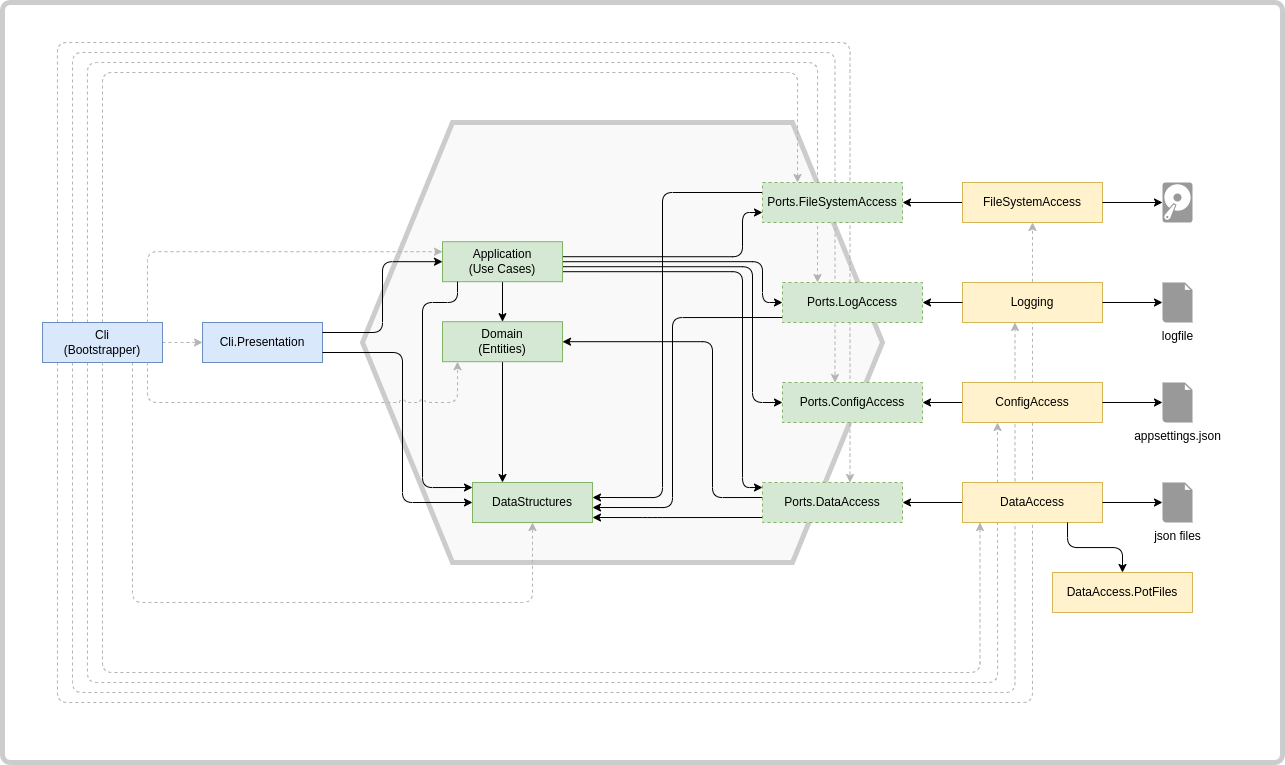 Ports.FileSystemAccess
FileSystemAccess
Application
(Use Cases)
Ports.LogAccess
Logging
logfile
Cli
(Bootstrapper)
Cli.Presentation
Domain
(Entities)
Ports.ConfigAccess
ConfigAccess
appsettings.json
DataStructures
Ports.DataAccess
DataAccess
json files
DataAccess.PotFiles